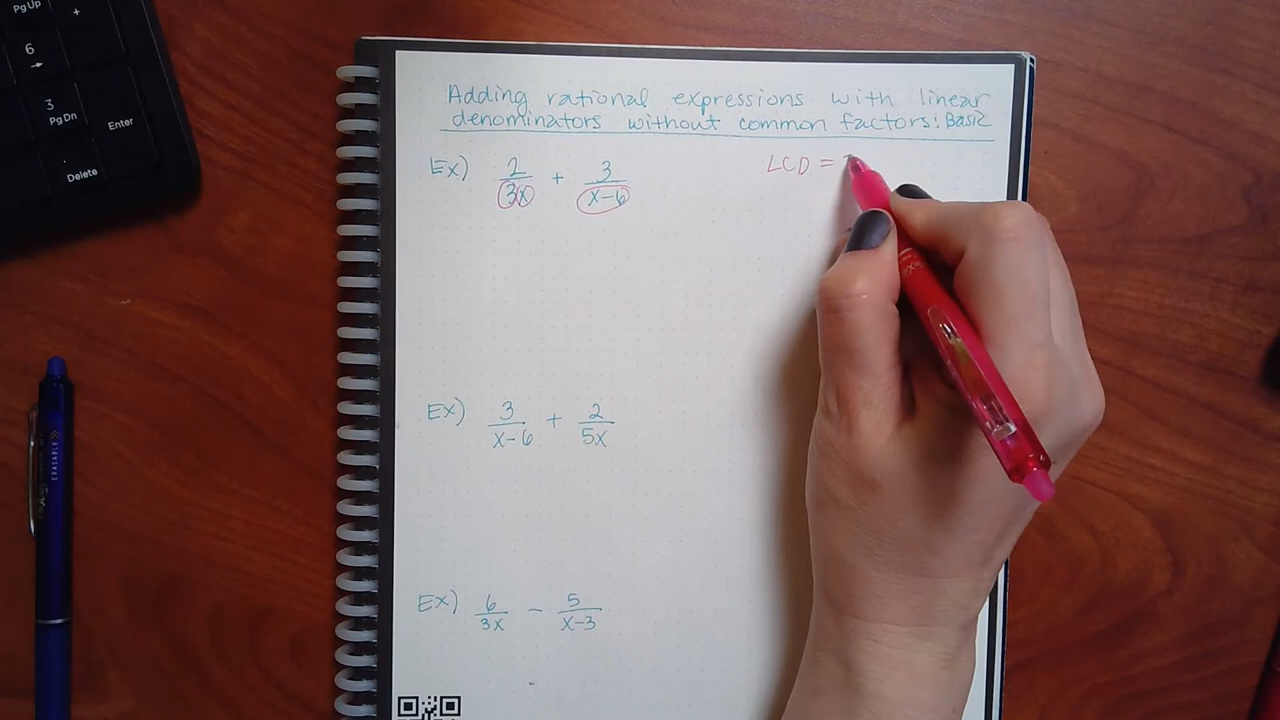 PgUp
+
6
3
PgDn
Enter
Delete
ERASABLE
Adding rational expressions with linear
denominators without common factors: Basic
Ex) 2/3x + 3/x-6
LCD =
Ex) 3/x-6 + 2/5x
Ex) 6/3x - 5/x-3